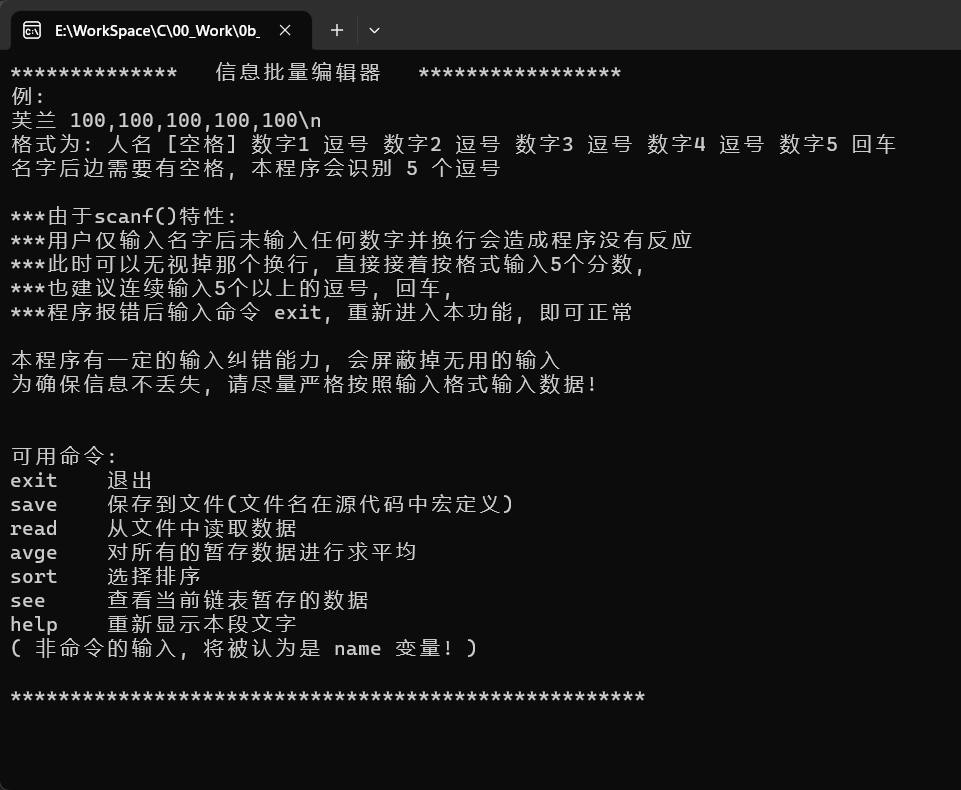 E:\WorkSpace\C\00_Work\0b_
**************   信息批量编辑器   *****************
例:
芙兰 100,100,100,100,100\n
格式为: 人名 [空格] 数字1 逗号 数字2 逗号 数字3 逗号 数字4 逗号 数字5 回车
名字后边需要有空格, 本程序会识别 5 个逗号
***由于scanf()特性:
***用户仅输入名字后未输入任何数字并换行会造成程序没有反应
***此时可以无视掉那个换行, 直接接着按格式输入5个分数,
***也建议连续输入5个以上的逗号, 回车,
***程序报错后输入命令 exit, 重新进入本功能, 即可正常
本程序有一定的输入纠错能力, 会屏蔽掉无用的输入
为确保信息不丢失, 请尽量严格按照输入格式输入数据!
可用命令:
exit    退出
save    保存到文件(文件名在源代码中宏定义)
read    从文件中读取数据
avge    对所有的暂存数据进行求平均
sort    选择排序
see     查看当前链表暂存的数据
help    重新显示本段文字
( 非命令的输入, 将被认为是 name 变量! )
*****************************************************